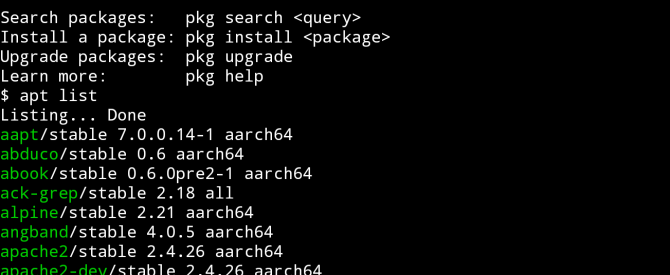 Search packages:   pkg search <query>
Install a package: pkg install <package>
Upgrade packages:  pkg upgrade
Learn more:        pkg help
$ apt list
Listing... Done
aapt/stable 7.0.0.14-1 aarch64
abduco/stable 0.6 aarch64
abook/stable 0.6.0pre2-1 aarch64
ack-grep/stable 2.18 all
alpine/stable 2.21 aarch64
angband/stable 4.0.5 aarch64
apache2/stable 2.4.26 aarch64
apache2-dev/stable 2.4.26 aarch64